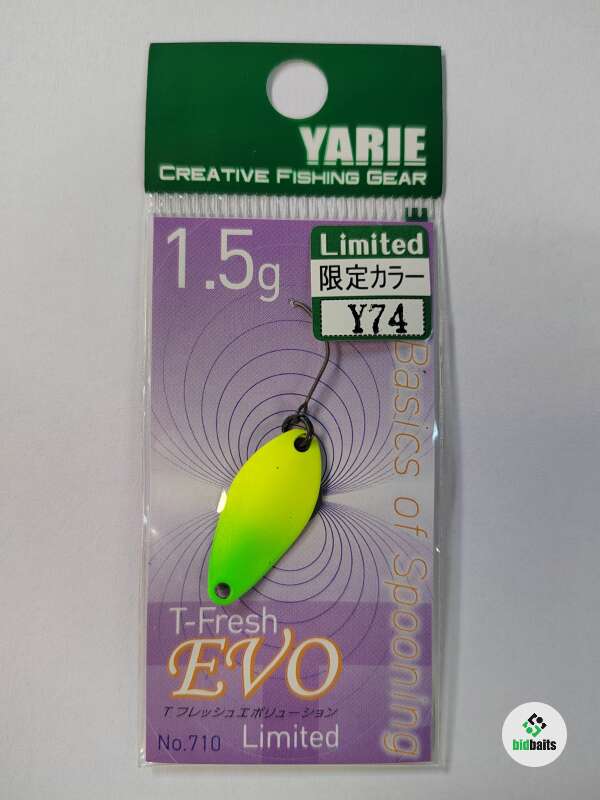 YARIE
CREATIVE FISHING GEAR
1.5g
Limited
限定カラー
Y74
Basics of Spooning
T-Fresh
EVO
T フレッシュエボリューション
No.710 Limited
bidbaits